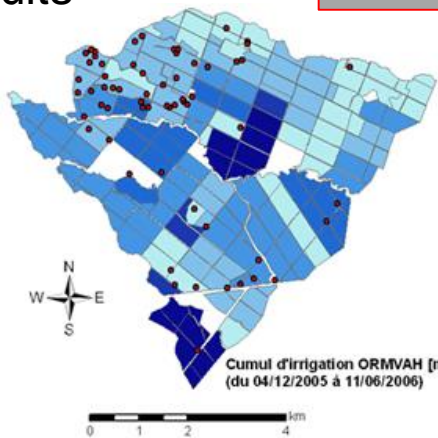 N
W E
S
Cumul d'irrigation ORMVAH
(du 04/12/2005 à 11/06/2006)
km
0 1 2 4